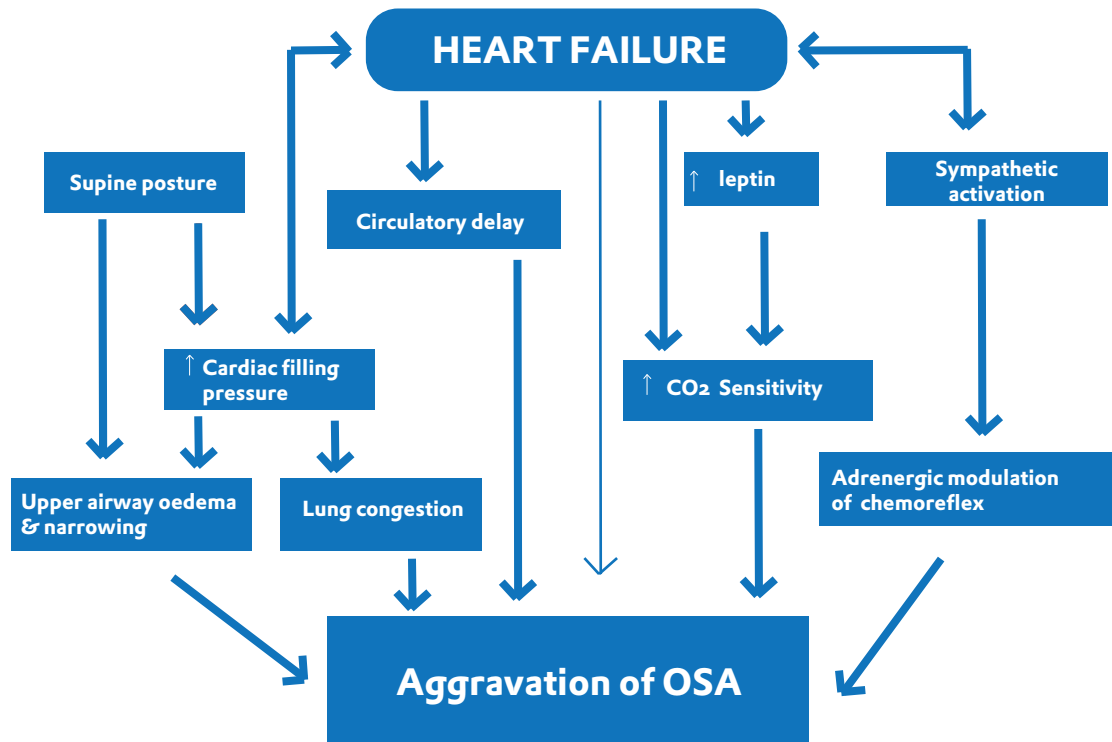 HEART FAILURE
Supine posture
↑ leptin
Sympathetic
activation
Circulatory delay
↑ Cardiac filling
pressure
↑ CO2 Sensitivity
Upper airway oedema
& narrowing
Lung congestion
Adrenergic modulation
of chemoreflex
Aggravation of OSA